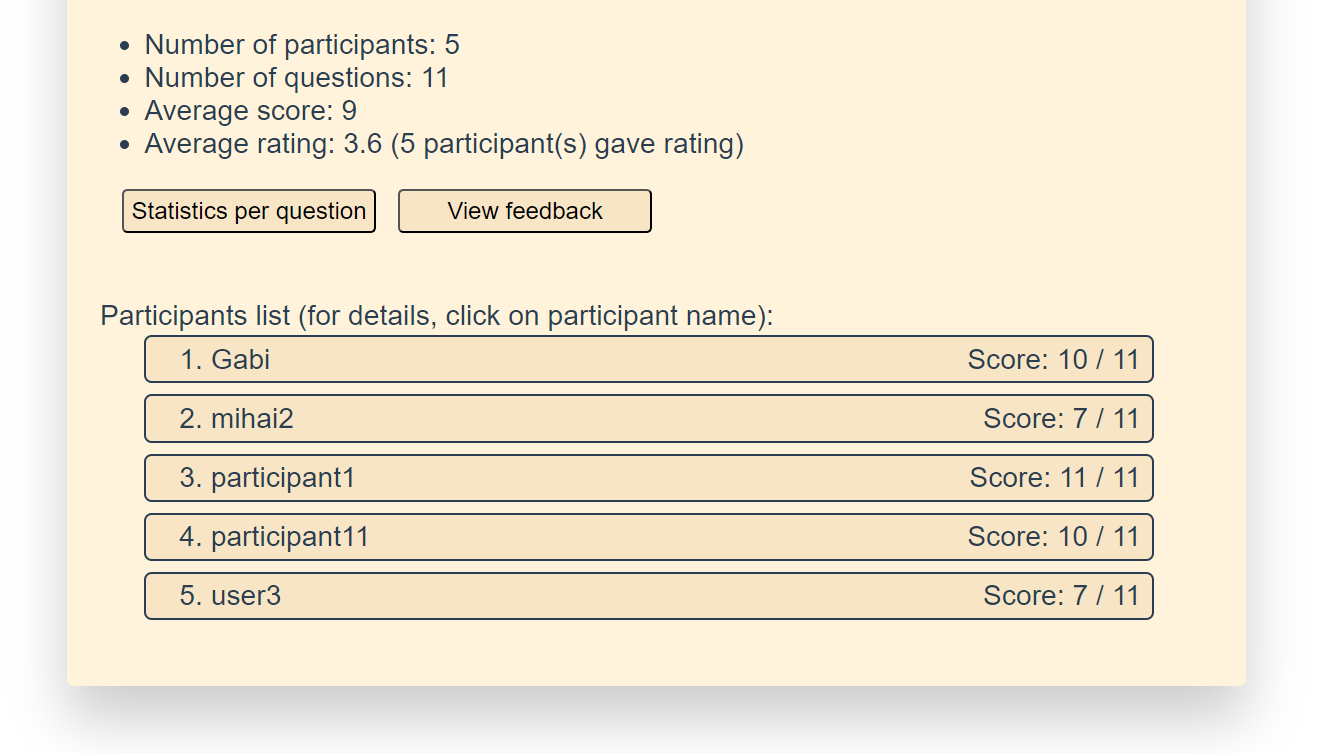 Number of participants: 5
Number of questions: 11
Average score: 9
Average rating: 3.6 (5 participant(s) gave rating)
Statistics per question View feedback
Participants list (for details, click on participant name):
1. Gabi Score: 10 / 11
2. mihai2 Score: 7 / 11
3. participant1 Score: 11 / 11
4. participant11 Score: 10 / 11
5. user3 Score: 7 / 11